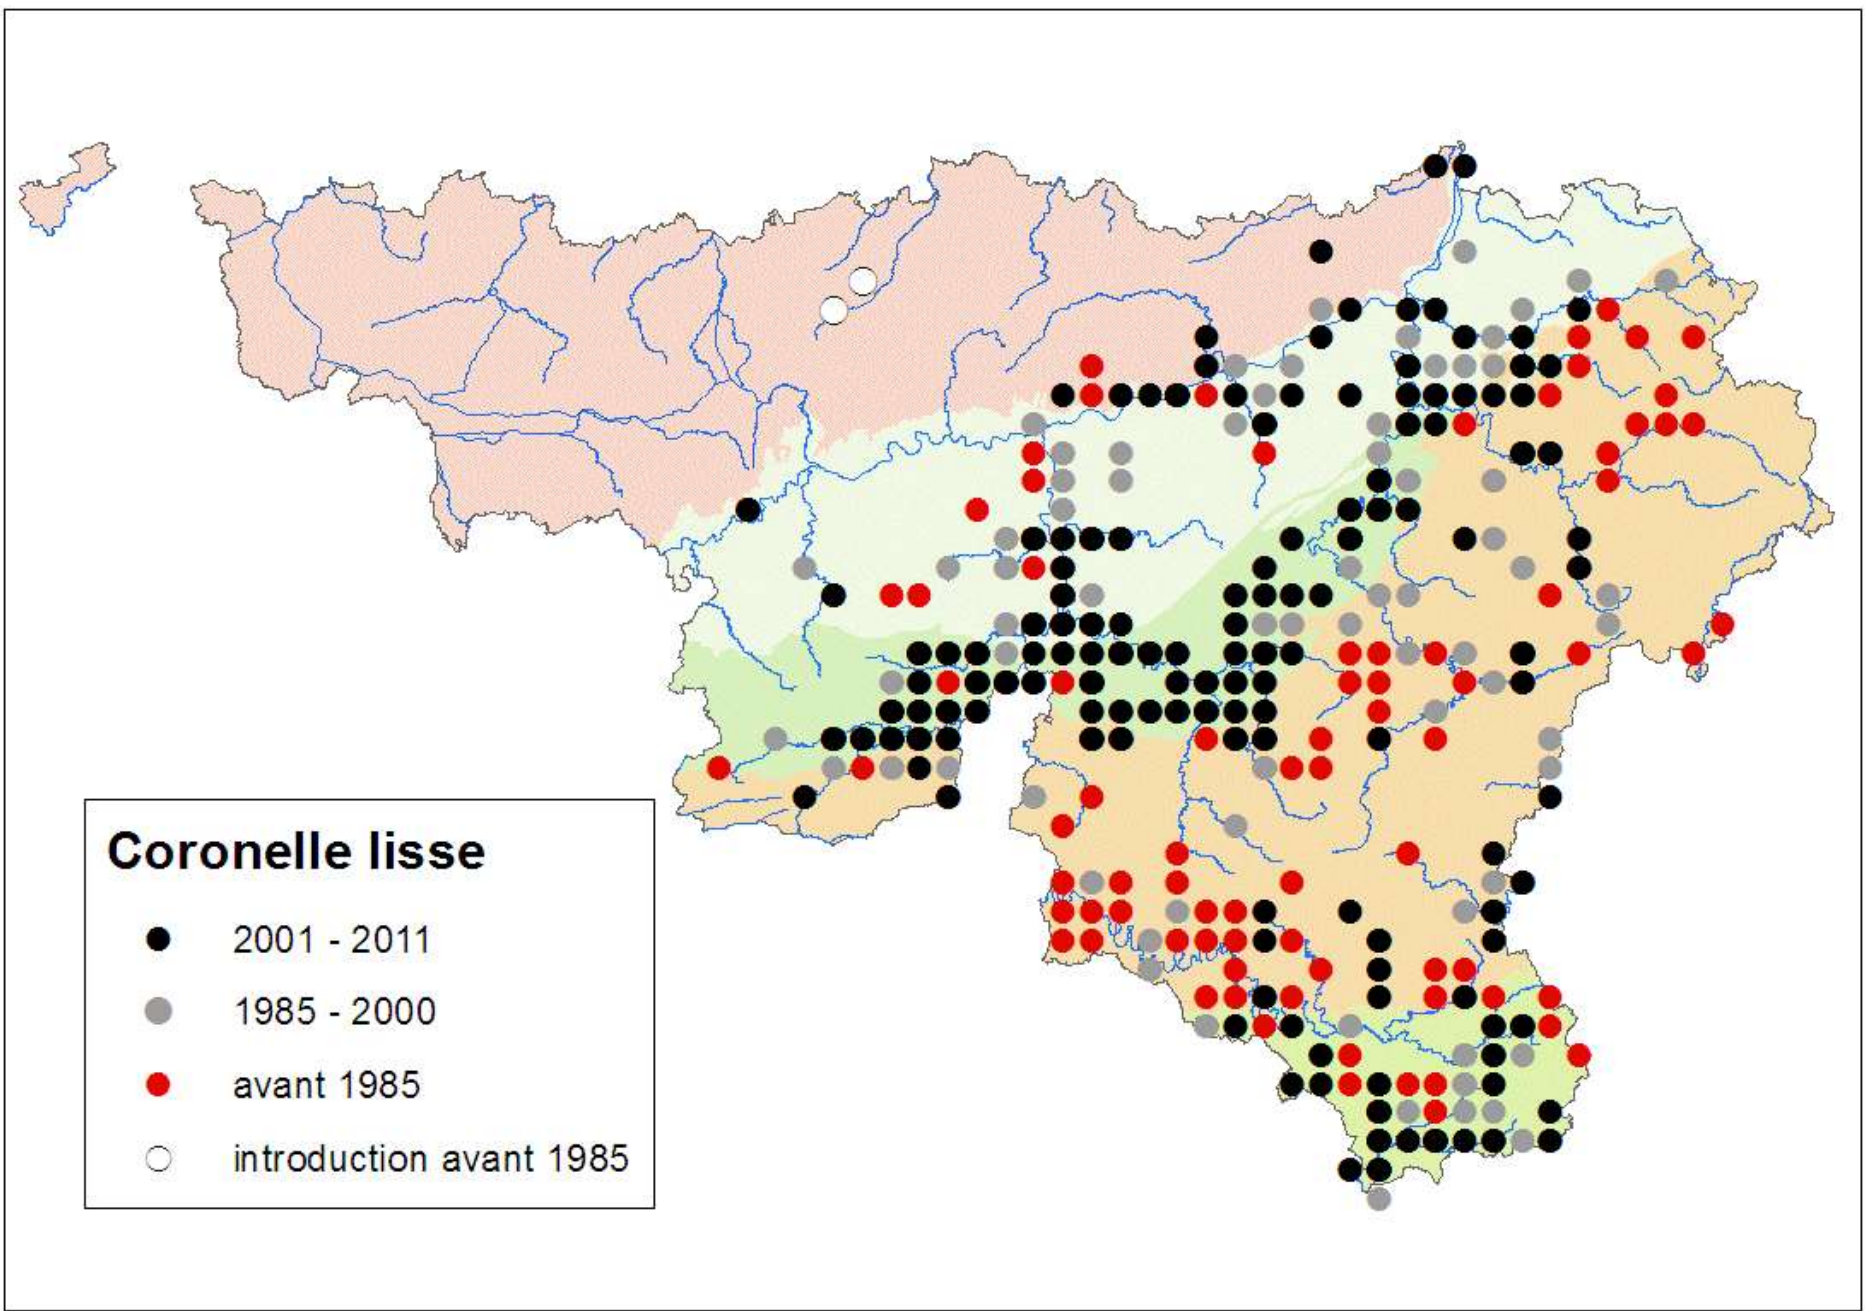 Coronelle lisse
2001 - 2011
1985 - 2000
avant 1985
introduction avant 1985